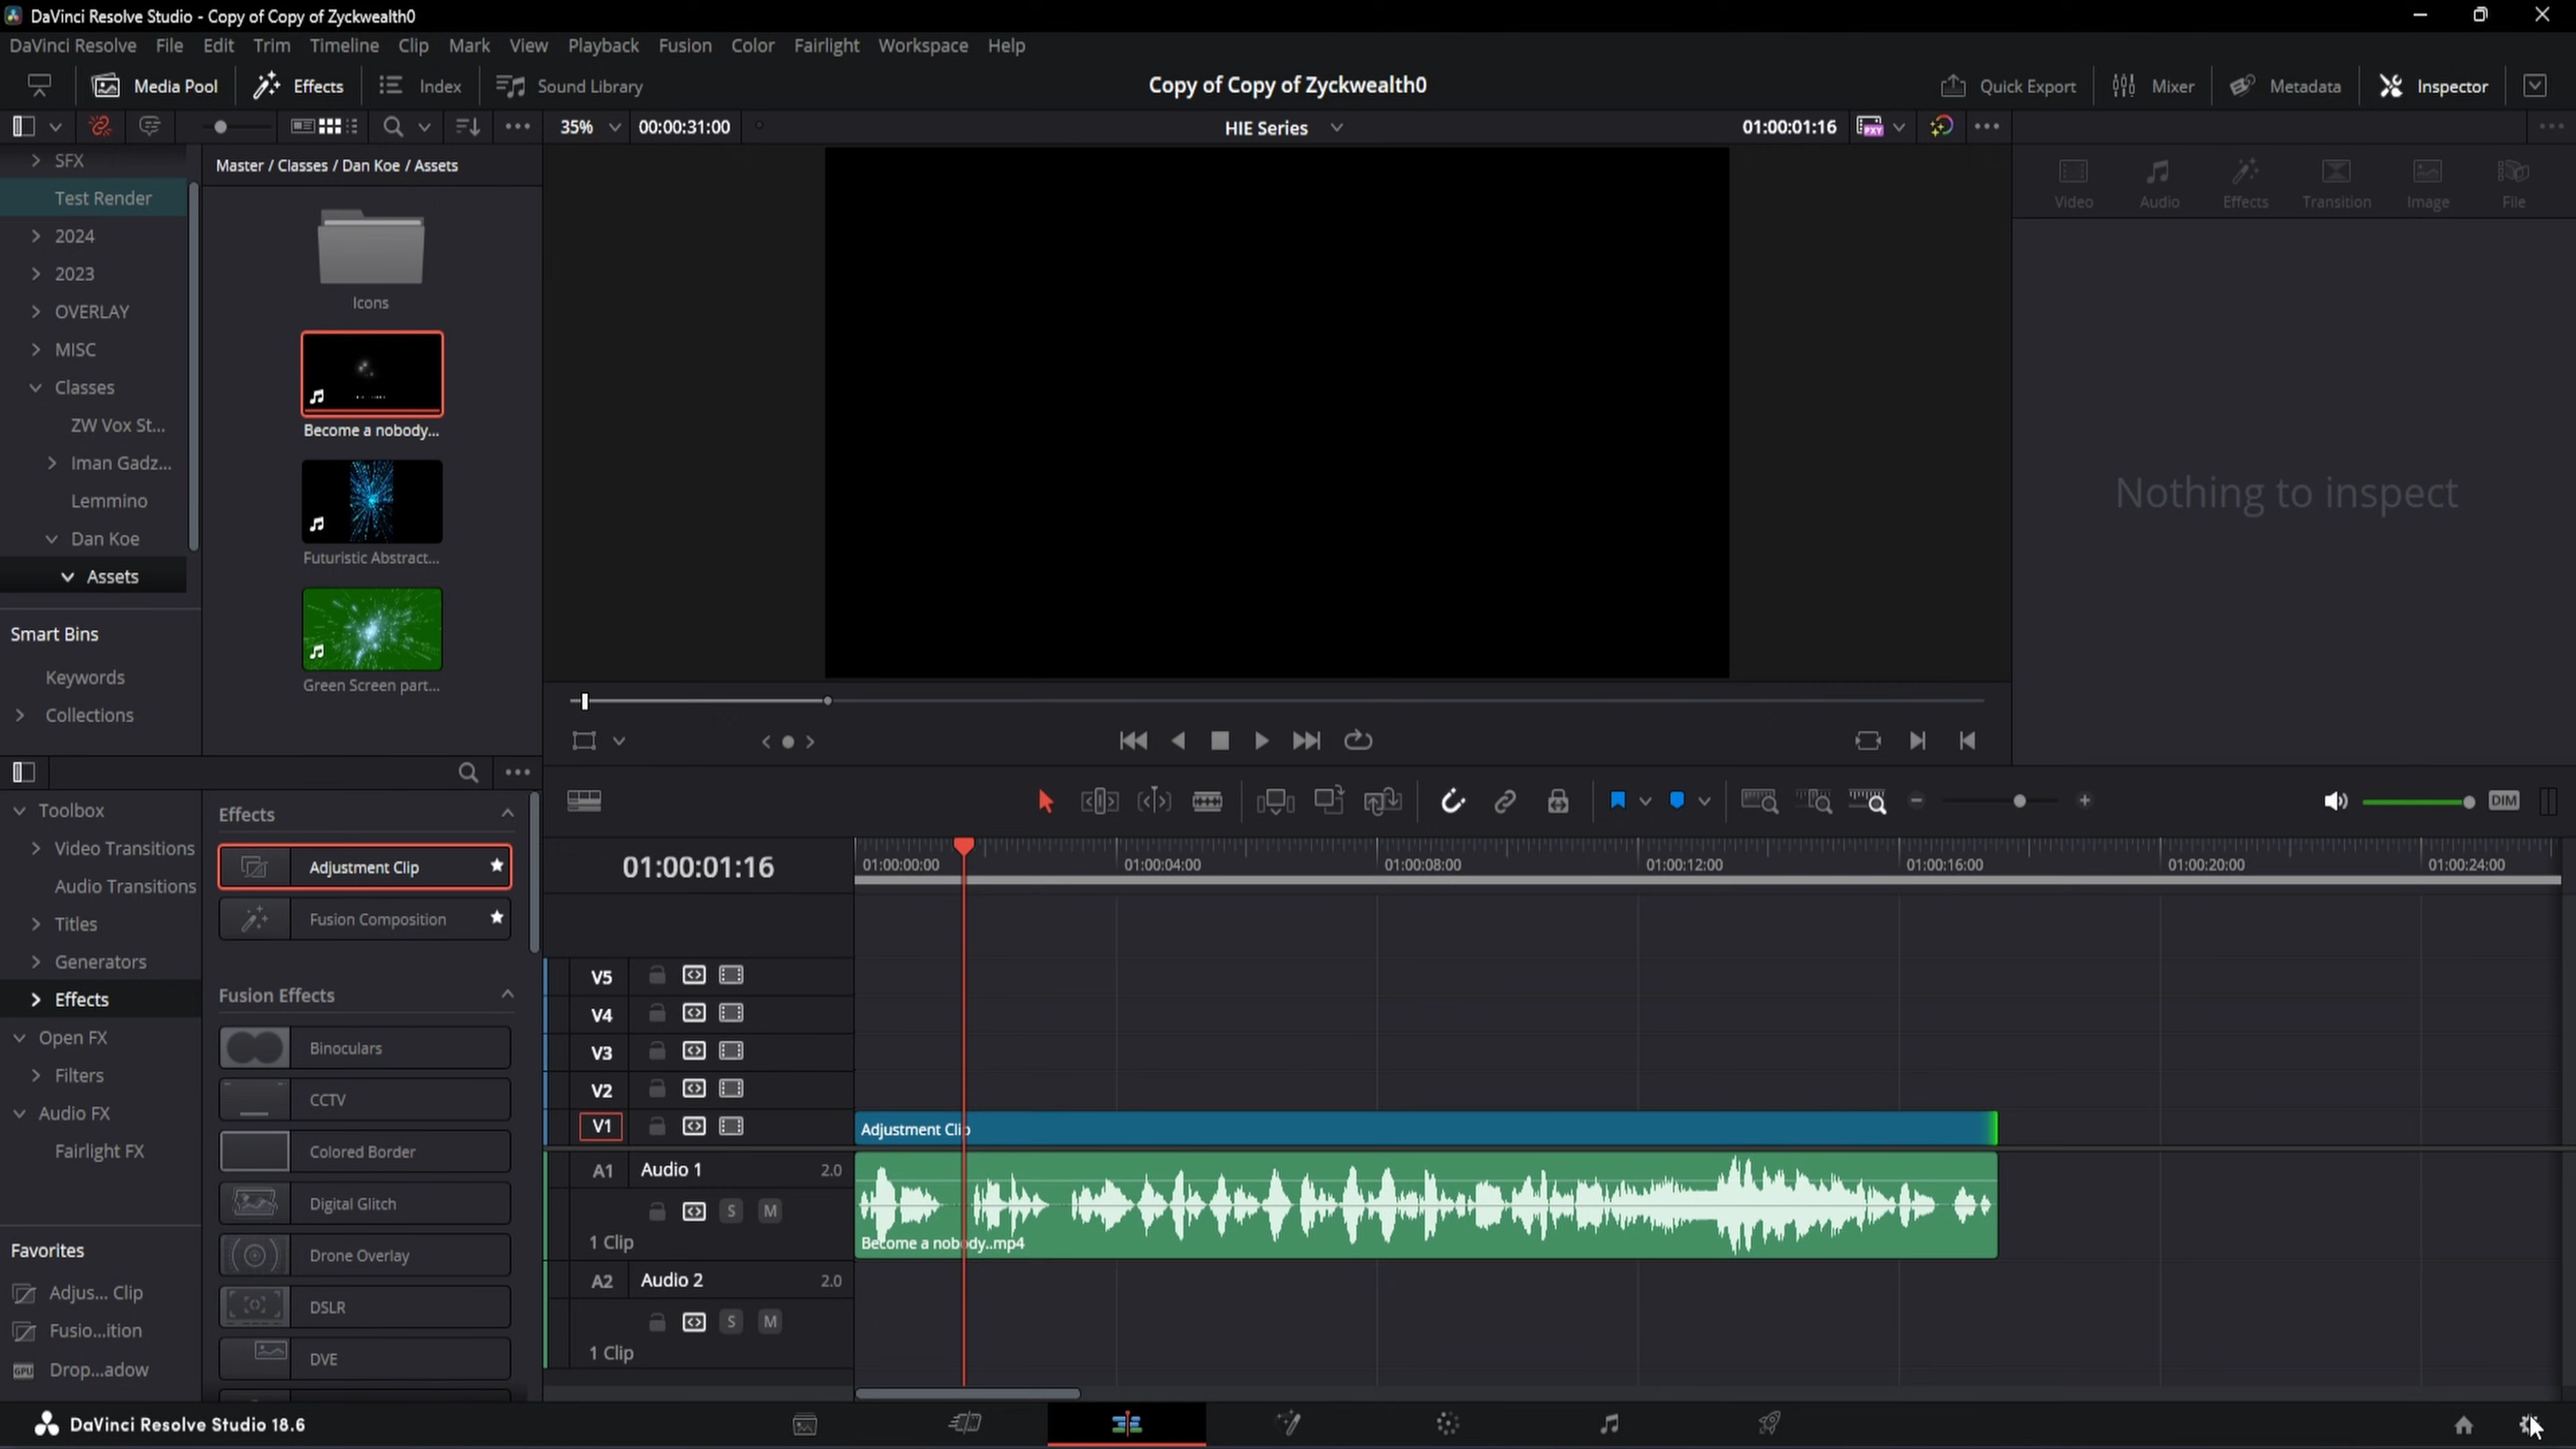 DaVinci Resolve Studio - Copy of Copy of Zyckwealth0
DaVinci Resolve File Edit Trim Timeline Clip Mark View Playback Fusion Color Fairlight Workspace Help
Media Pool Effects Index Sound Library Copy of Copy of Zyckwealth0 Quick Export Mixer Metadata Inspector
35% 00:00:31:00 HIE Series 01:00:01:16 PXY
SFX
Test Render
2024
2023
OVERLAY
MISC
Classes
ZW Vox St...
Iman Gadz...
Lemmino
Dan Koe
Assets
Smart Bins
Keywords
Collections
Master / Classes / Dan Koe / Assets
Icons
Become a nobody...
Futuristic Abstract...
Green Screen part...
Video Audio Effects Transition Image File
Nothing to inspect
Toolbox
Video Transitions
Audio Transitions
Titles
Generators
Effects
Open FX
Filters
Audio FX
Fairlight FX
Favorites
Adjus... Clip
Fusio...ition
GPU Drop...adow
Effects
Adjustment Clip
Fusion Composition
Fusion Effects
Binoculars
CCTV
Colored Border
Digital Glitch
Drone Overlay
DSLR
DVE
DIM
01:00:01:16
01:00:00:00 01:00:04:00 01:00:08:00 01:00:12:00 01:00:16:00 01:00:20:00 01:00:24:00
V5
V4
V3
V2
V1 Adjustment Clip
A1 Audio 1 2.0
S M
1 Clip Become a nobody..mp4
A2 Audio 2 2.0
S M
1 Clip
DaVinci Resolve Studio 18.6